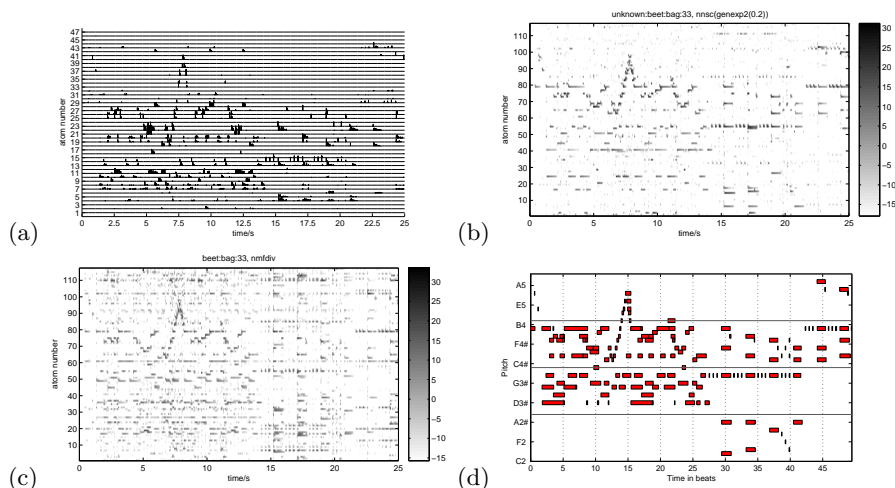 47
45
43
41
39
37
35
33
31
29
27
25
23
21
19
17
15
13
11
9
7
5
3
1
atom number
0 2.5 5 7.5 10 12.5 15 17.5 20 22.5 25
time/s
(a)
unknown:beet:bag:33, nnsc(genexp2(0.2))
110
100
90
80
70
60
50
40
30
20
10
atom number
0 5 10 15 20 25
time/s
30
25
20
15
10
5
0
−5
−10
−15
(b)
beet:bag:33, nmfdiv
110
100
90
80
70
60
50
40
30
20
10
atom number
0 5 10 15 20 25
time/s
30
25
20
15
10
5
0
−5
−10
−15
(c)
A5
E5
B4
F4#
C4#
G3#
D3#
A2#
F2
C2
Pitch
0 5 10 15 20 25 30 35 40 45
Time in beats
(d)